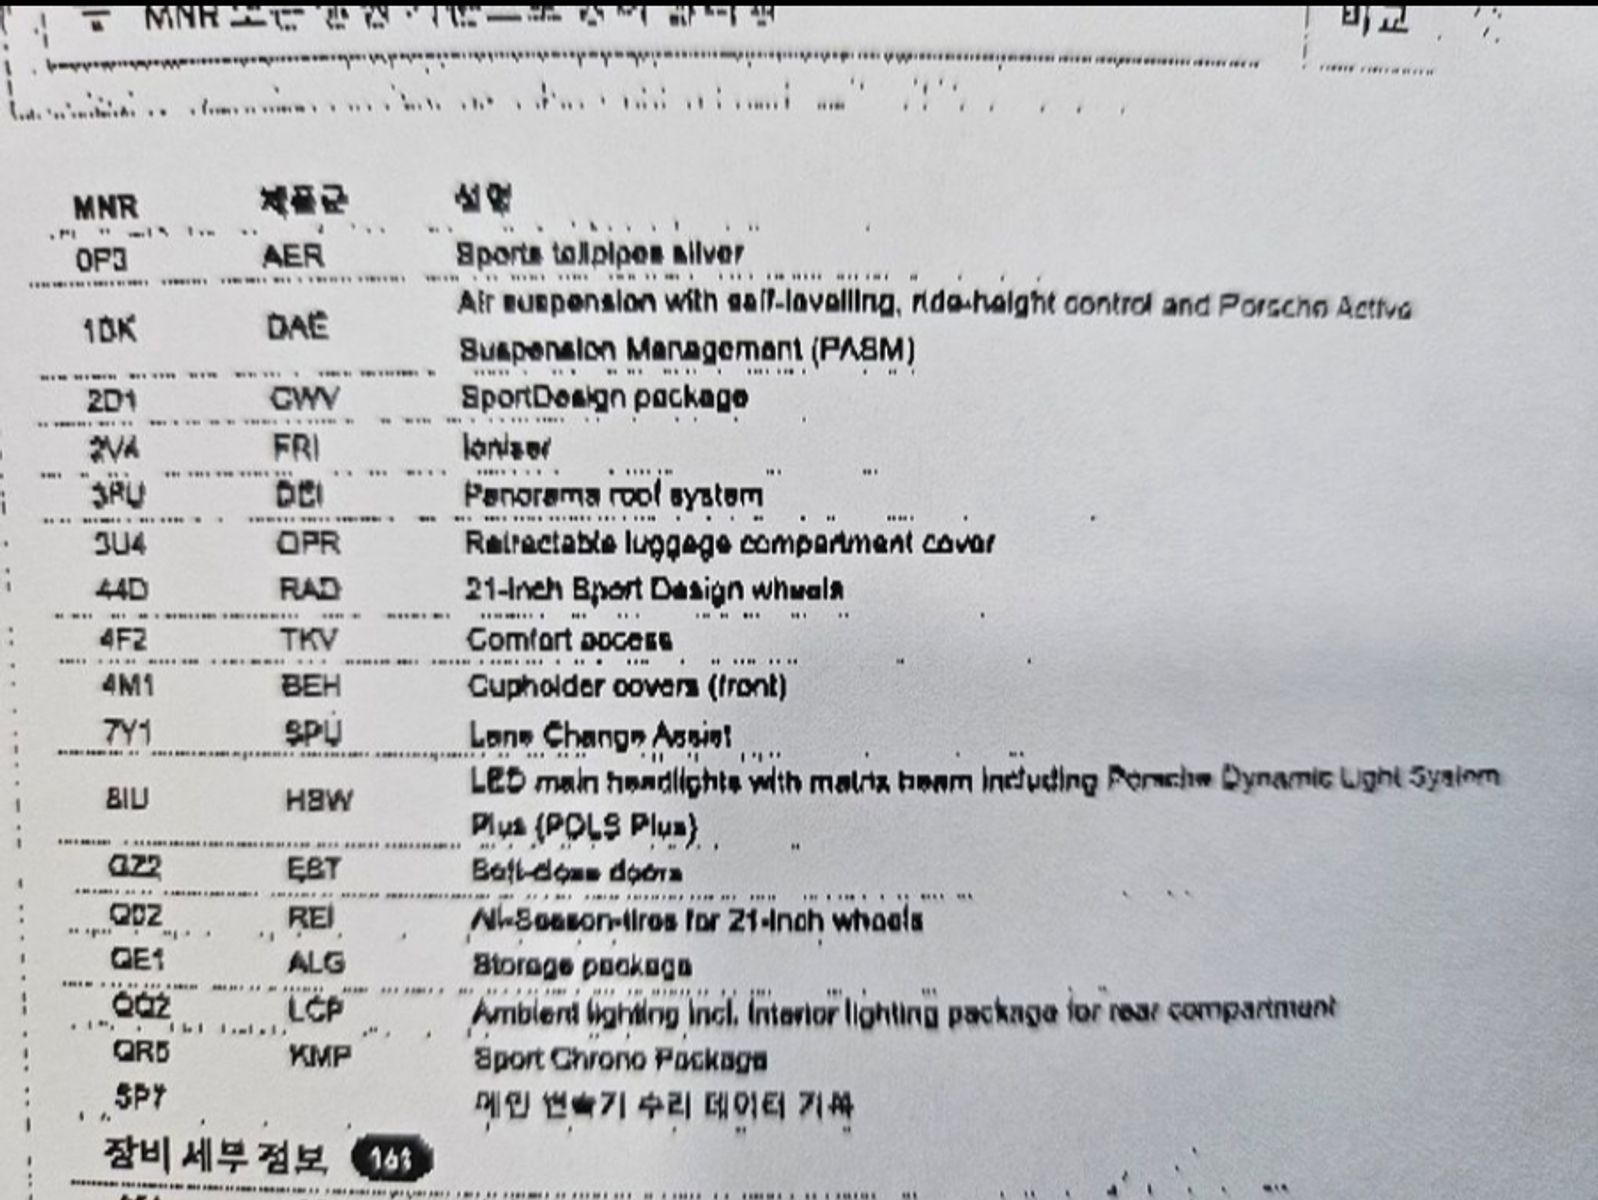 MNR
비고
MNR 제품군 설명
0P3 AER Sports tailpipes silver
1BK DAE Air suspension with self-levelling, ride-height control and Porsche Active
Suspension Management (PASM)
2D1 CWV SportDesign package
2V4 FRI Ioniser
3FU DEI Panorama roof system
3U4 OPR Retractable luggage compartment cover
44D RAD 21-inch Sport Design wheels
4F2 TKV Comfort access
4M1 BEH Cupholder covers (front)
7Y1 SPU Lane Change Assist
8IU HSW LED main headlights with matrix beam including Porsche Dynamic Light System
Plus (PDLS Plus)
GZ2 EBT Soft-close doors
REI All-Season-tires for 21-inch wheels
QE1 ALG Storage package
QQ2 LCP Ambient lighting incl. interior lighting package for rear compartment
QR5 KMP Sport Chrono Package
SP7 메인 변속기 수리 데이터 기록
장비 세부 정보